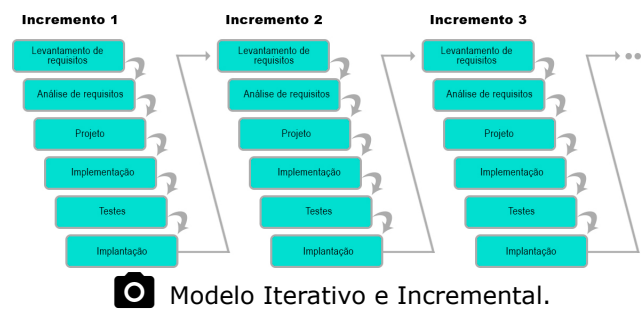 Incremento 1
Levantamento de
requisitos
Análise de requisitos
Projeto
Implementação
Testes
Implantação
Incremento 2
Levantamento de
requisitos
Análise de requisitos
Projeto
Implementação
Testes
Implantação
Incremento 3
Levantamento de
requisitos
Análise de requisitos
Projeto
Implementação
Testes
Implantação
Modelo Iterativo e Incremental.